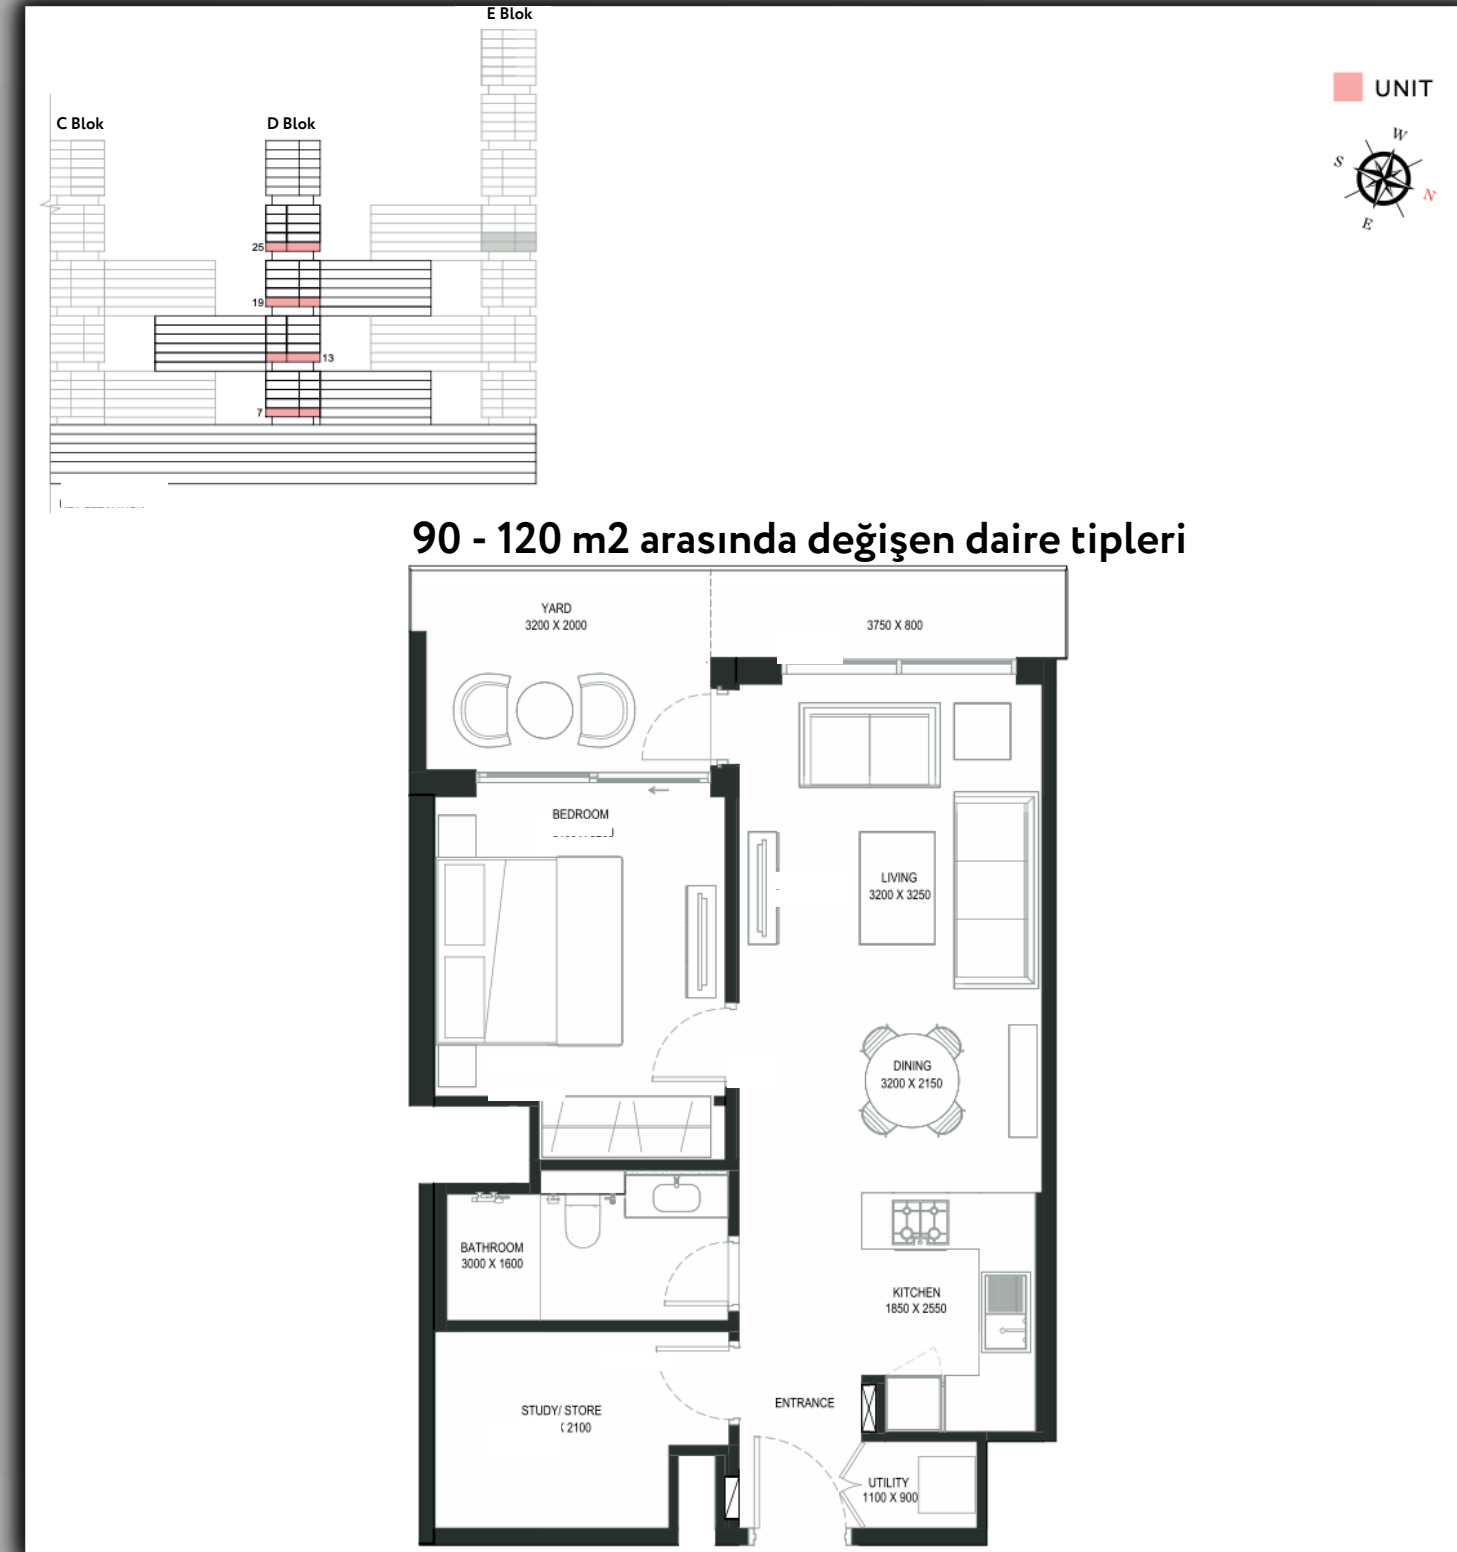 E Blok
C Blok
D Blok
UNIT
W
S
N
E
25
19
13
7
90 - 120 m2 arasında değişen daire tipleri
YARD
3200 X 2000
3750 X 800
BEDROOM
LIVING
3200 X 3250
DINING
3200 X 2150
BATHROOM
3000 X 1600
KITCHEN
1850 X 2550
ENTRANCE
STUDY/ STORE
2100
UTILITY
1100 X 900